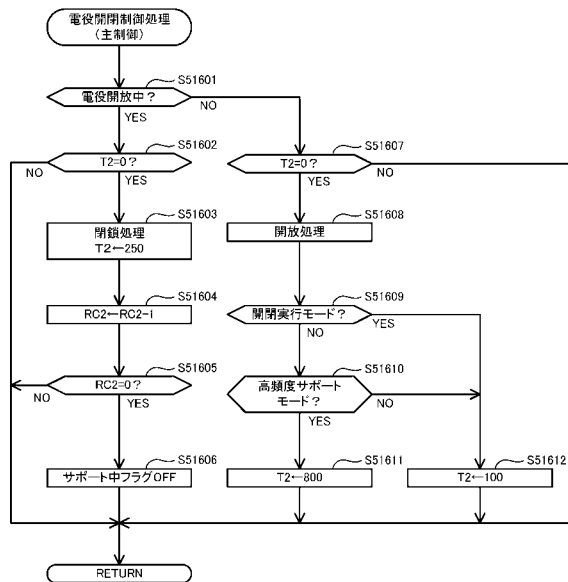 電役開閉制御処理
(主制御)
S51601
電役開放中?
NO
YES
S51602
T2=0?
NO
YES
S51603
閉鎖処理
T2←250
S51604
RC2←RC2-1
S51605
RC2=0?
NO
YES
S51606
サポート中フラグOFF
S51607
T2=0?
NO
YES
S51608
開放処理
S51609
開閉実行モード?
YES
NO
S51610
高頻度サポート
モード?
NO
YES
S51611
T2←800
S51612
T2←100
RETURN